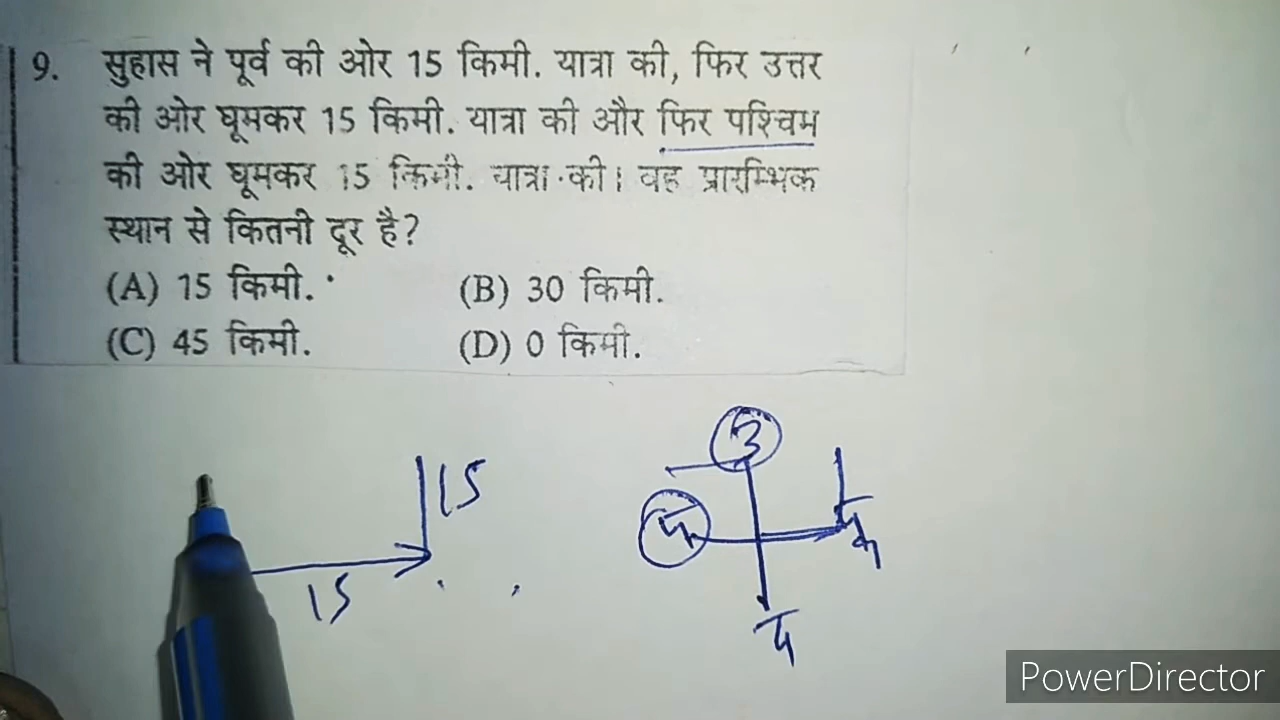 9. सुहास ने पूर्व की ओर 15 किमी. यात्रा की, फिर उत्तर
की ओर घूमकर 15 किमी. यात्रा की और फिर पश्चिम
की ओर घूमकर 15 किमी. यात्रा की। वह प्रारम्भिक
स्थान से कितनी दूर है?
(A) 15 किमी. (B) 30 किमी.
(C) 45 किमी. (D) 0 किमी.
15
15
PowerDirector